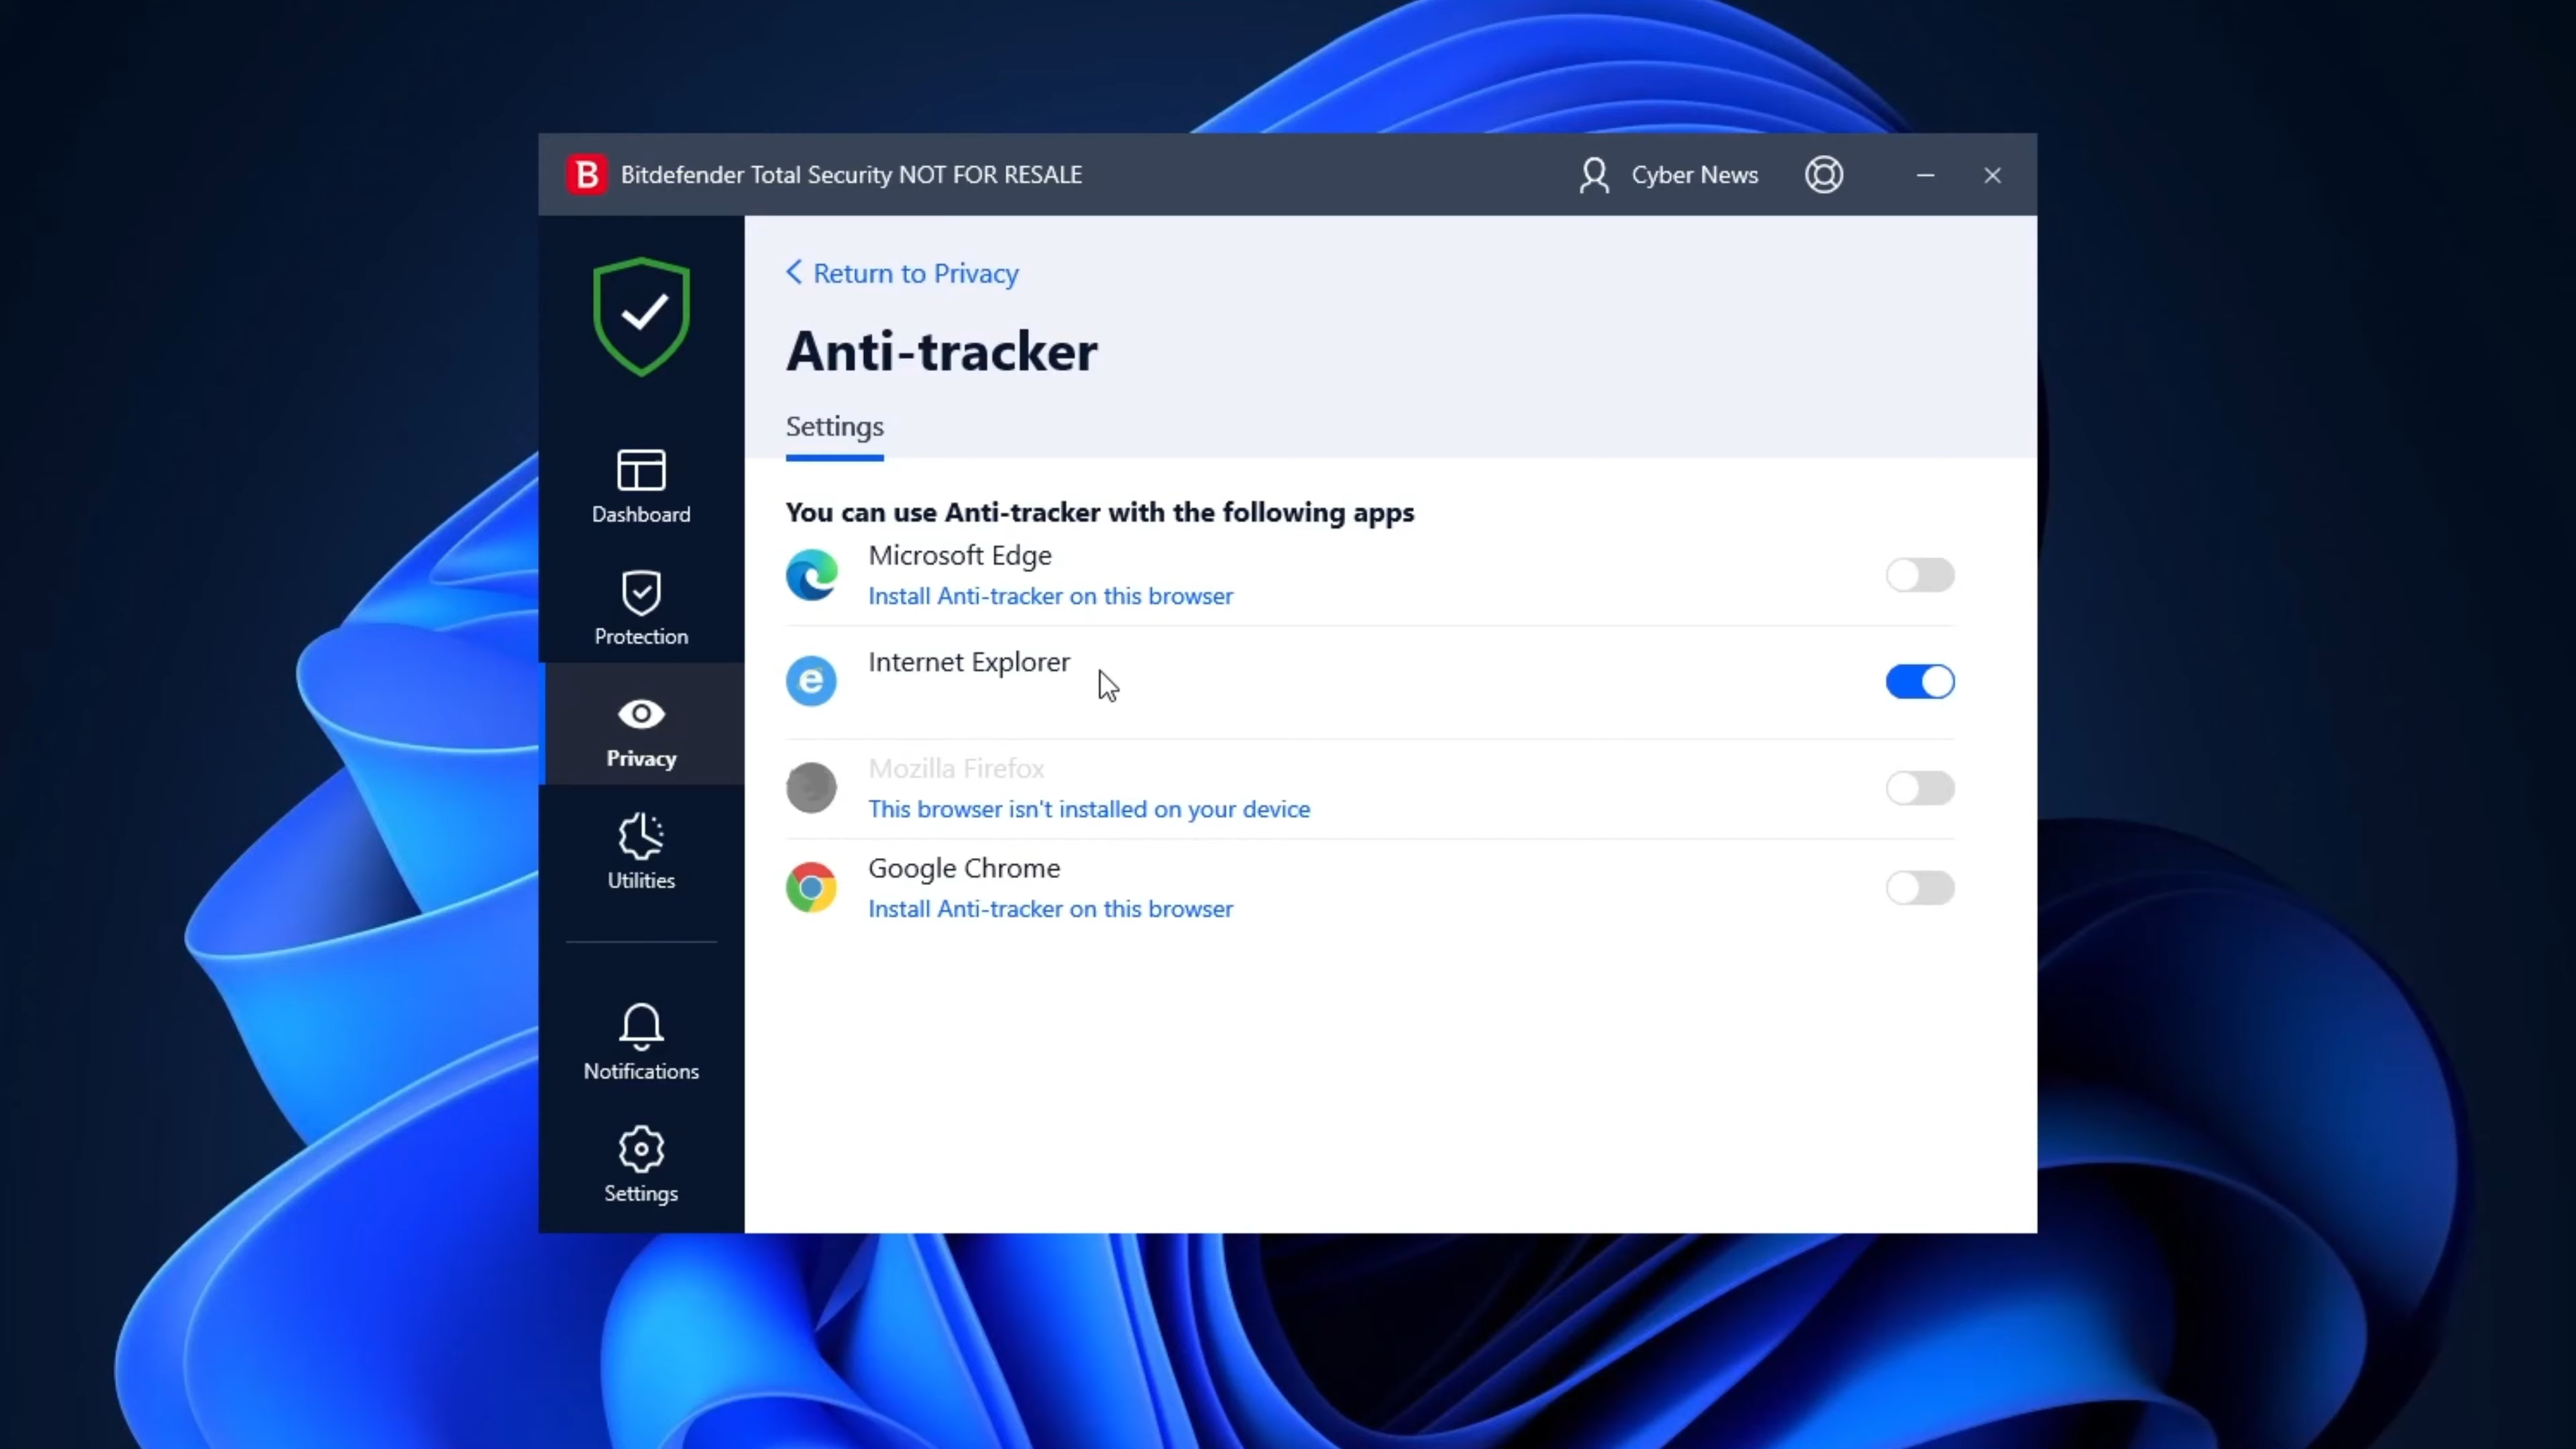 B Bitdefender Total Security NOT FOR RESALE
Cyber News
Return to Privacy
Anti-tracker
Settings
You can use Anti-tracker with the following apps
Microsoft Edge
Install Anti-tracker on this browser
Internet Explorer
Mozilla Firefox
This browser isn't installed on your device
Google Chrome
Install Anti-tracker on this browser
Dashboard
Protection
Privacy
Utilities
Notifications
Settings